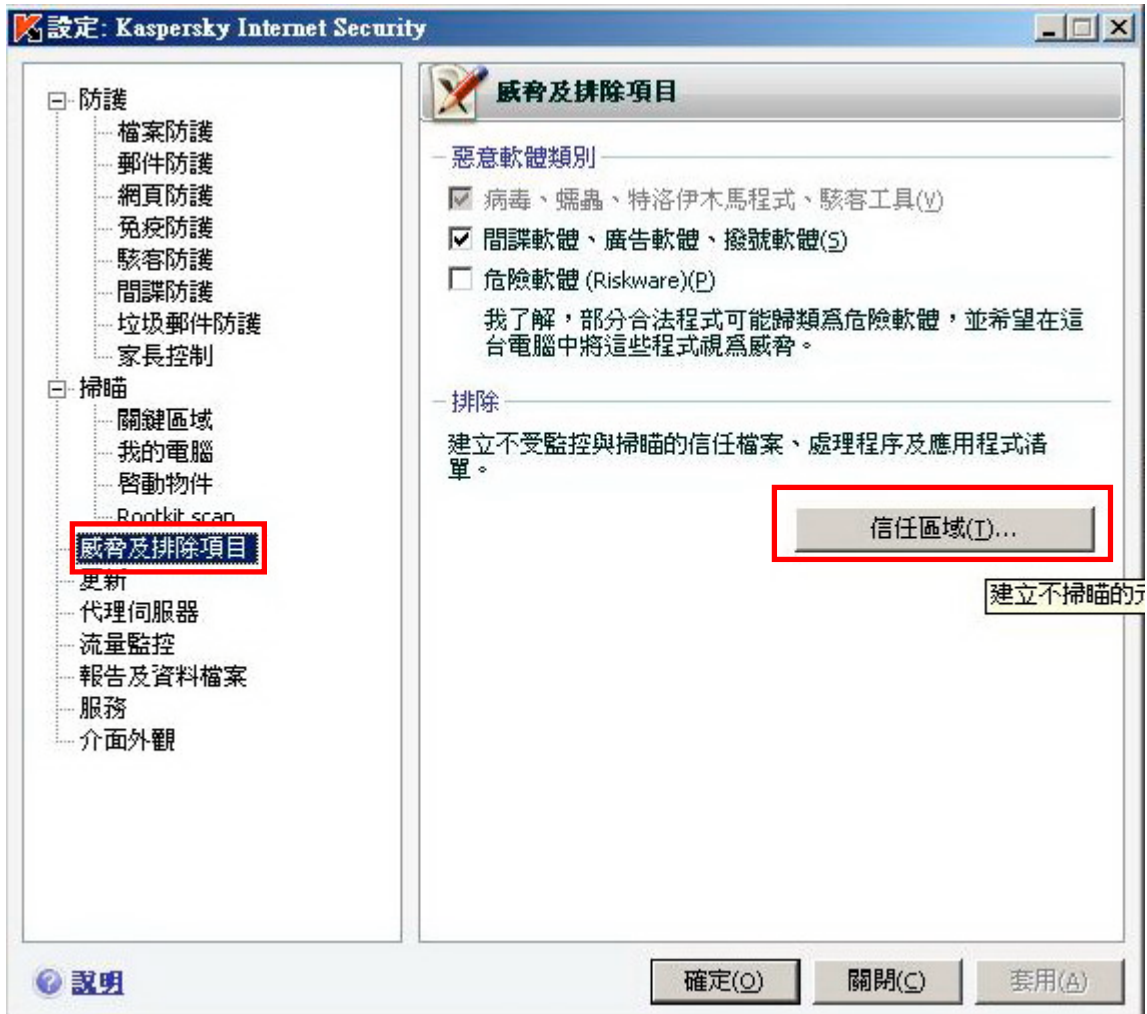 設定: Kaspersky Internet Security
防護
檔案防護
郵件防護
網頁防護
免疫防護
駭客防護
間諜防護
垃圾郵件防護
家長控制
掃瞄
關鍵區域
我的電腦
啓動物件
Rootkit scan
威脅及排除項目
更新
代理伺服器
流量監控
報告及資料檔案
服務
介面外觀
威脅及排除項目
惡意軟體類別
病毒、蠕蟲、特洛伊木馬程式、駭客工具(V)
間諜軟體、廣告軟體、撥號軟體(S)
危險軟體 (Riskware)(P)
我了解，部分合法程式可能歸類爲危險軟體，並希望在這
台電腦中將這些程式視爲威脅。
排除
建立不受監控與掃瞄的信任檔案、處理程序及應用程式清
單。
信任區域(T)...
建立不掃瞄的
說明
確定(O)
關閉(C)
套用(A)